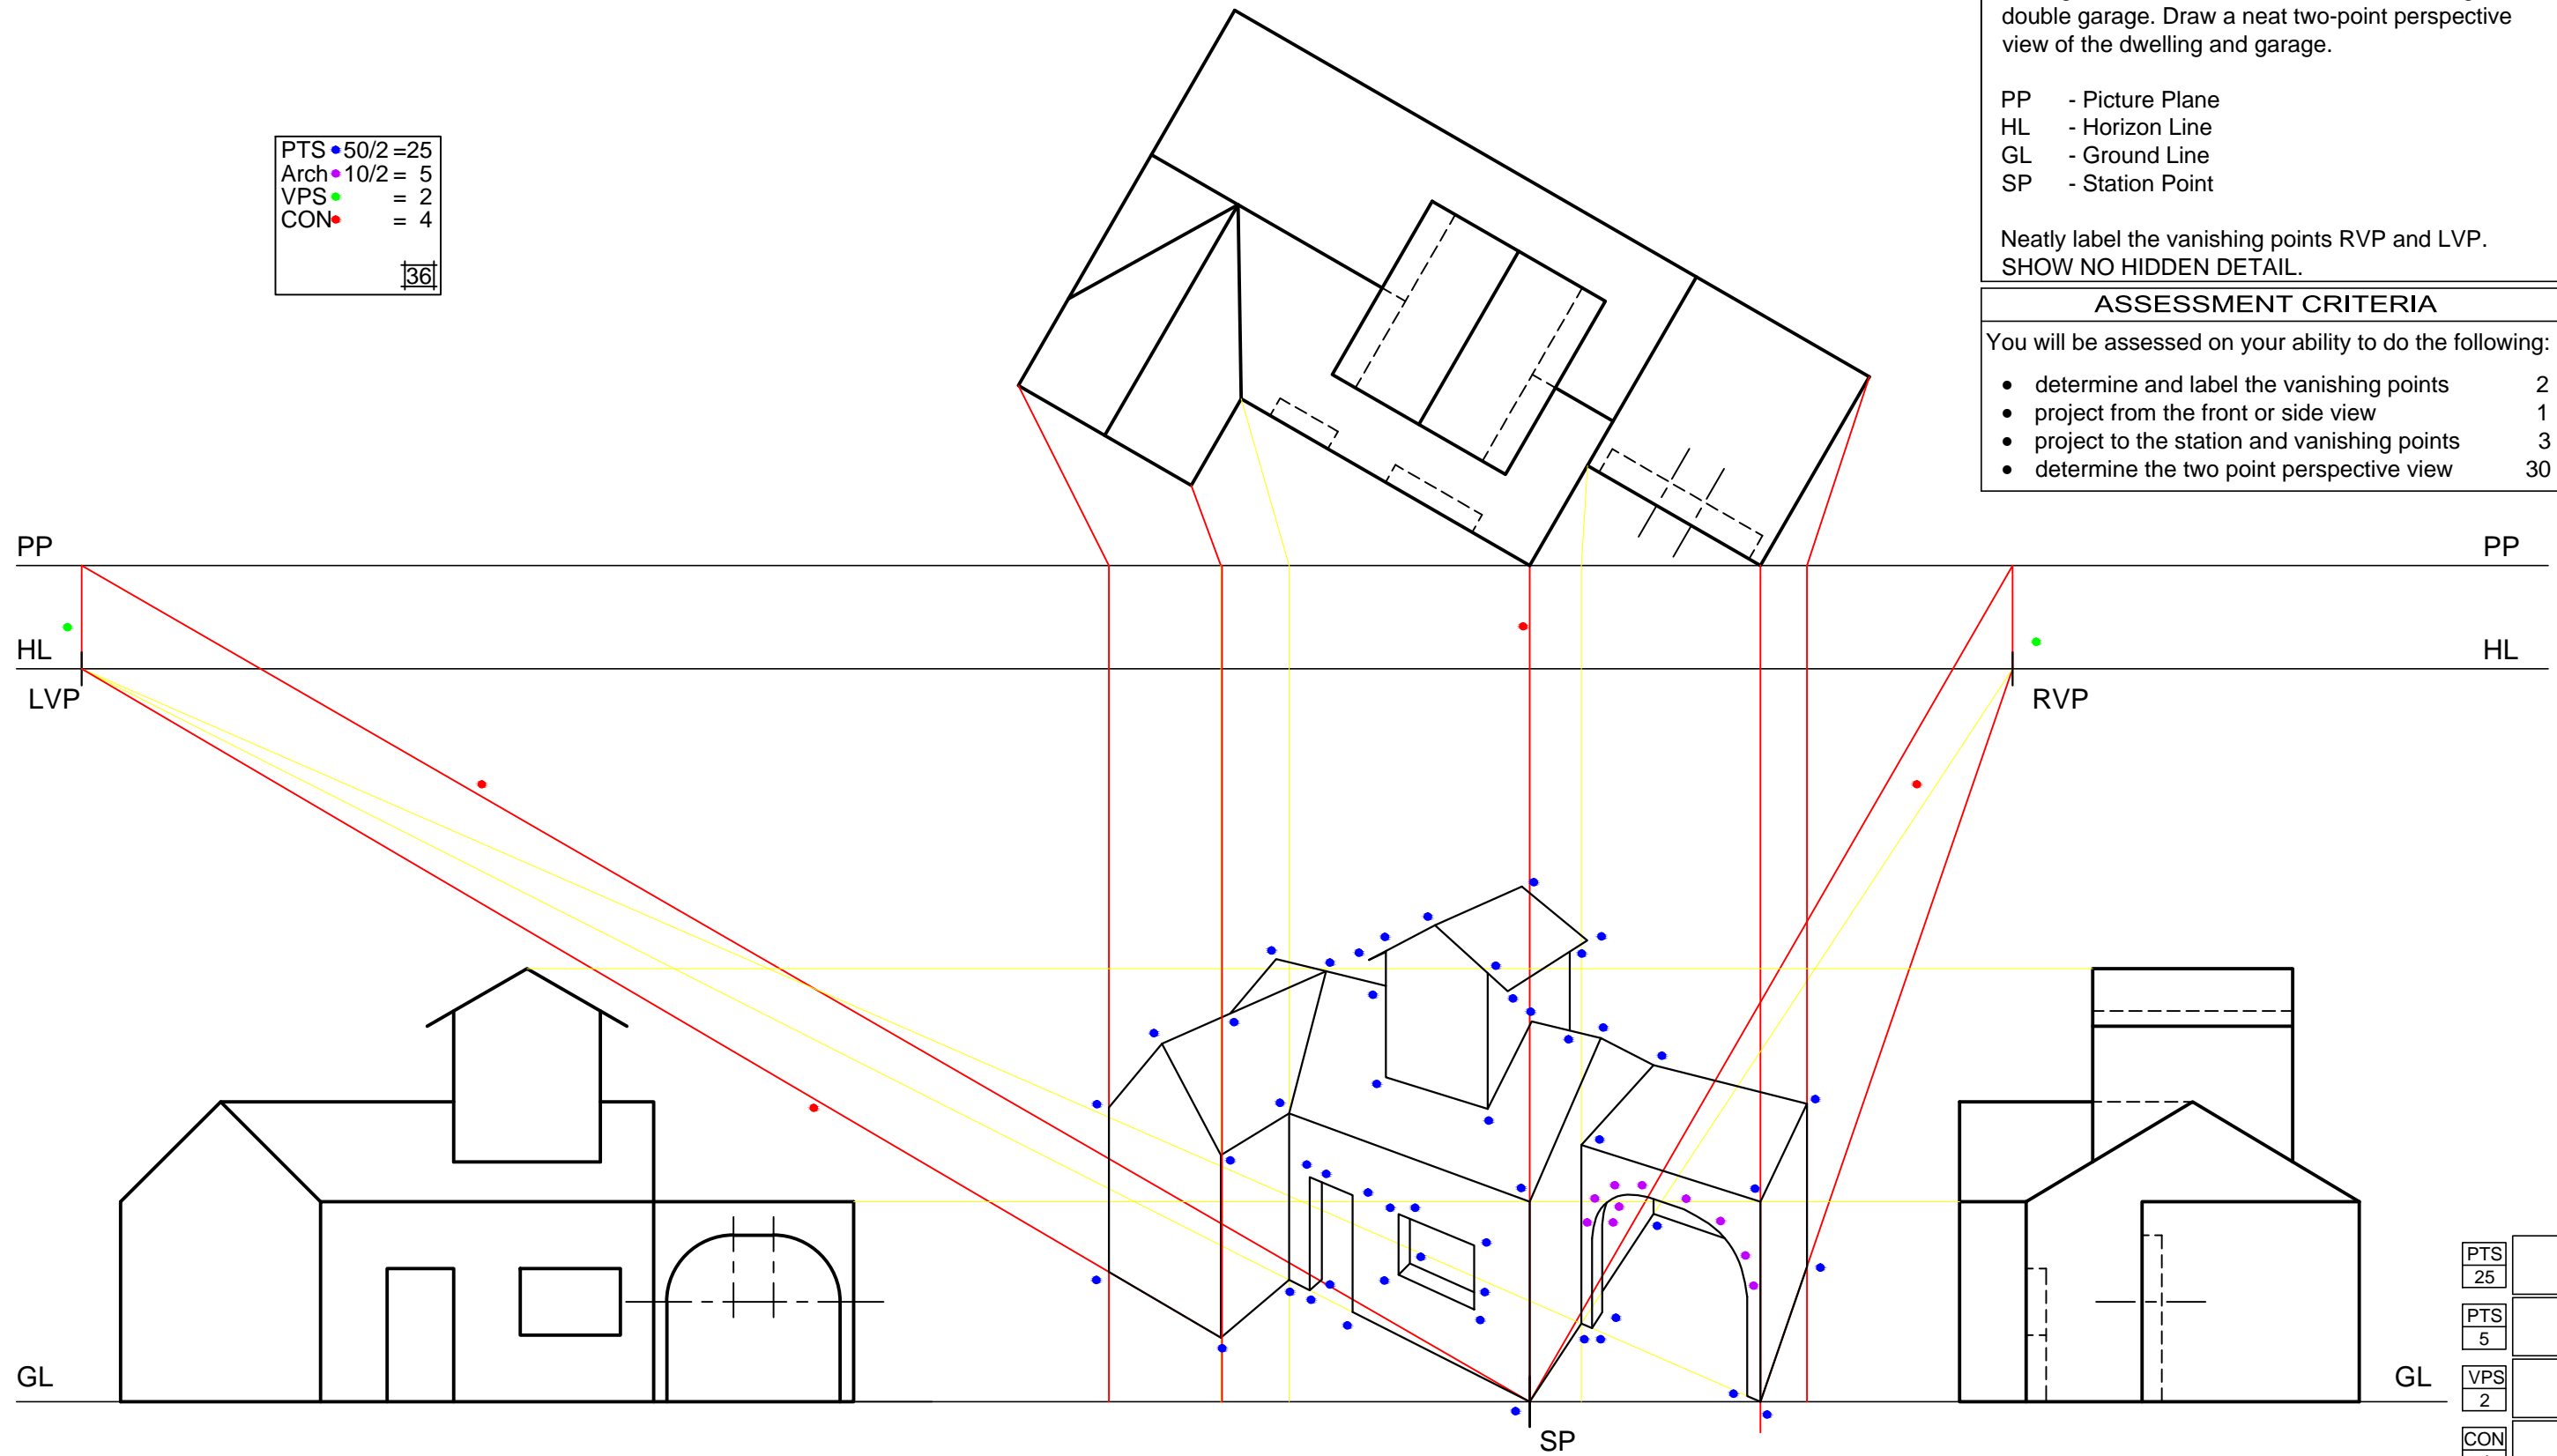 double garage. Draw a neat two-point perspective
view of the dwelling and garage.
PP - Picture Plane
HL - Horizon Line
GL - Ground Line
SP - Station Point
Neatly label the vanishing points RVP and LVP.
SHOW NO HIDDEN DETAIL.
ASSESSMENT CRITERIA
You will be assessed on your ability to do the following:
• determine and label the vanishing points 2
• project from the front or side view 1
• project to the station and vanishing points 3
• determine the two point perspective view 30
PTS 50/2 =25
Arch 10/2 = 5
VPS = 2
CON = 4
36
PP
PP
HL
HL
LVP
RVP
GL
GL
SP
PTS
25
PTS
5
VPS
2
CON